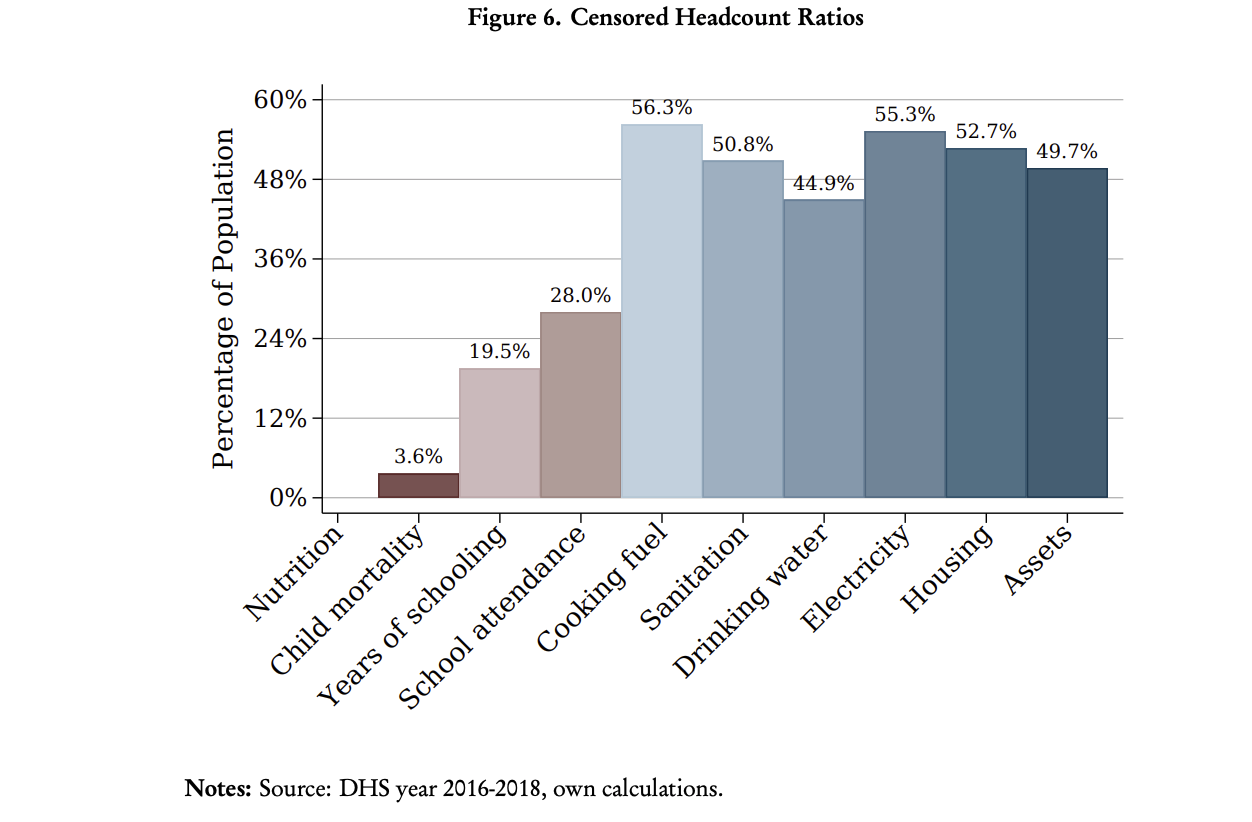 Figure 6. Censored Headcount Ratios
Percentage of Population
60%
48%
36%
24%
12%
0%
3.6%
19.5%
28.0%
56.3%
50.8%
44.9%
55.3%
52.7%
49.7%
Nutrition
Child mortality
Years of schooling
School attendance
Cooking fuel
Sanitation
Drinking water
Electricity
Housing
Assets
Notes: Source: DHS year 2016-2018, own calculations.